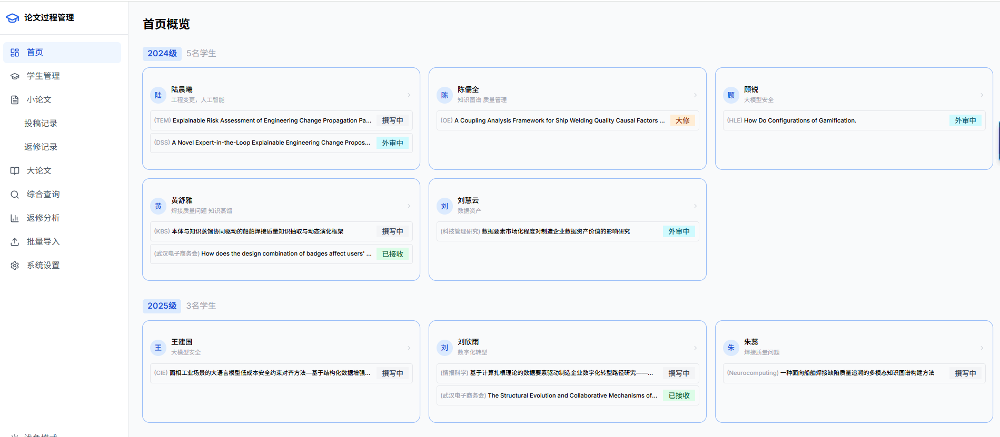 论文过程管理
首页
学生管理
小论文
投稿记录
返修记录
大论文
综合查询
返修分析
批量导入
系统设置
首页概览
2024级 5名学生
陆 陆晨曦
工程变更，人工智能
(TEM) Explainable Risk Assessment of Engineering Change Propagation Pa... 撰写中
(DSS) A Novel Expert-in-the-Loop Explainable Engineering Change Propos... 外审中
陈 陈儒全
知识图谱 质量管理
(OE) A Coupling Analysis Framework for Ship Welding Quality Causal Factors ... 大修
顾 顾锐
大模型安全
(HLE) How Do Configurations of Gamification. 外审中
黄 黄舒雅
焊接质量问题 知识蒸馏
(KBS) 本体与知识蒸馏协同驱动的船舶焊接质量知识抽取与动态演化框架 撰写中
(武汉电子商务会) How does the design combination of badges affect users' ... 已接收
刘 刘慧云
数据资产
(科技管理研究) 数据要素市场化程度对制造企业数据资产价值的影响研究 外审中
2025级 3名学生
王 王建国
大模型安全
(CIE) 面相工业场景的大语言模型低成本安全约束对齐方法—基于结构化数据增强... 撰写中
刘 刘欣雨
数字化转型
(情报科学) 基于计算扎根理论的数据要素驱动制造企业数字化转型路径研究——... 撰写中
(武汉电子商务会) The Structural Evolution and Collaborative Mechanisms of... 已接收
朱 朱蕊
焊接质量问题
(Neurocomputing) 一种面向船舶焊接缺陷质量追溯的多模态知识图谱构建方法 撰写中